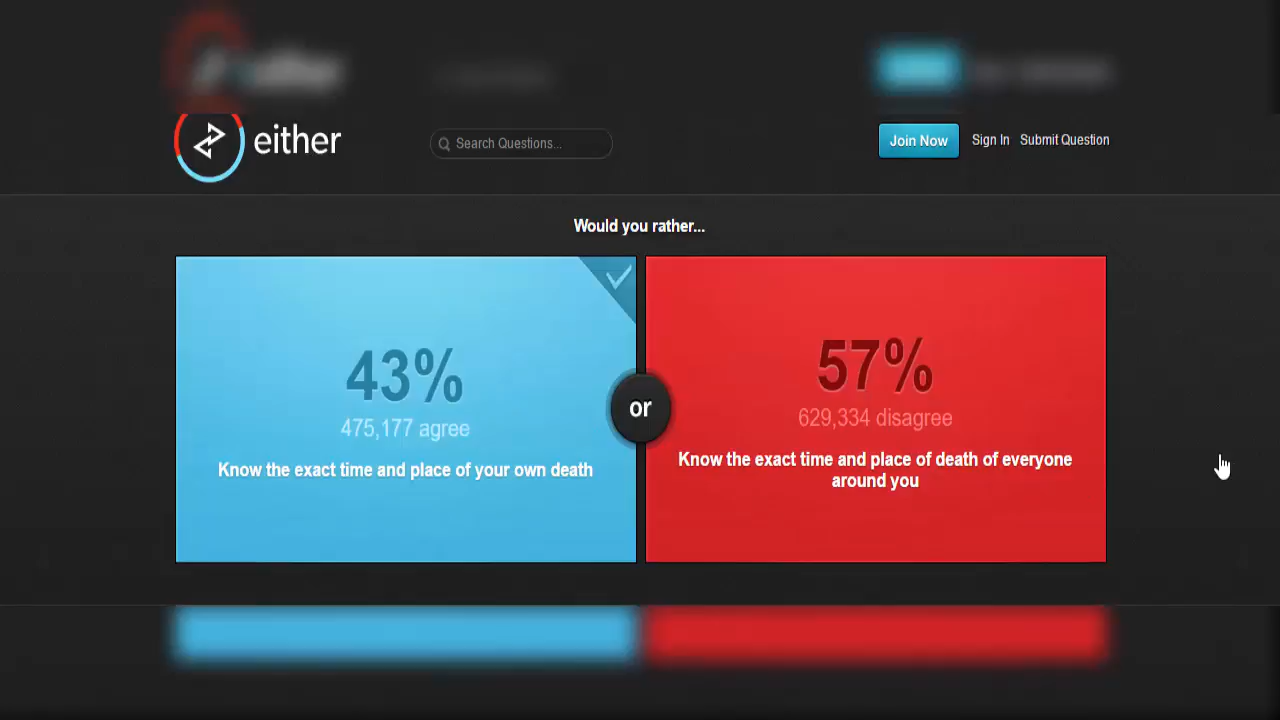 either
Search Questions...
Join Now
Sign In
Submit Question
Would you rather...
43%
475,177 agree
Know the exact time and place of your own death
or
57%
629,334 disagree
Know the exact time and place of death of everyone
around you